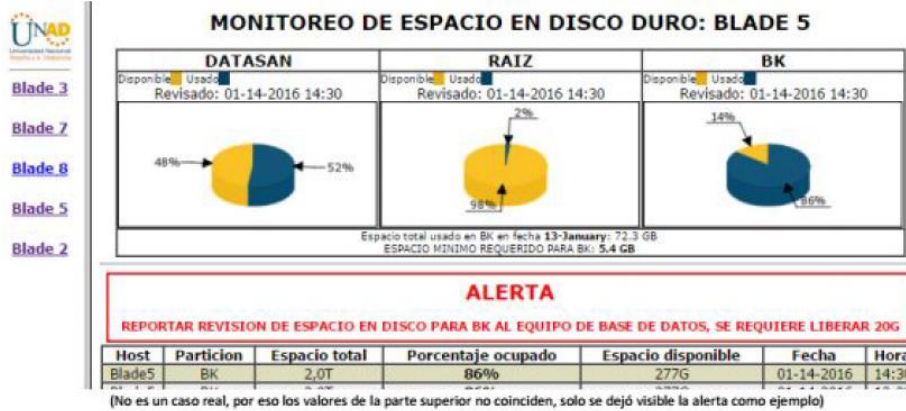 MONITOREO DE ESPACIO EN DISCO DURO: BLADE 5
UNAD
Universidad Nacional
Blade 3
Blade 7
Blade 8
Blade 5
Blade 2
DATASAN
Disponible Usado
Revisado: 01-14-2016 14:30
48%
52%
RAIZ
Disponible Usado
Revisado: 01-14-2016 14:30
2%
98%
BK
Disponible Usado
Revisado: 01-14-2016 14:30
14%
86%
Espacio total usado en BK en fecha 13-January: 72.3 GB
ESPACIO MINIMO REQUERIDO PARA BK: 5.4 GB
ALERTA
REPORTAR REVISION DE ESPACIO EN DISCO PARA BK AL EQUIPO DE BASE DE DATOS, SE REQUIERE LIBERAR 20G
Host Particion Espacio total Porcentaje ocupado Espacio disponible Fecha Hora
Blade5 BK 2,0T 86% 277G 01-14-2016 14:30
(No es un caso real, por eso los valores de la parte superior no coinciden, solo se dejó visible la alerta como ejemplo)